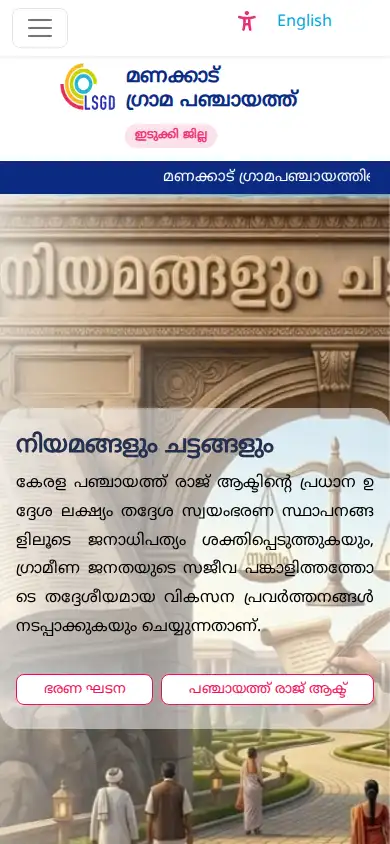 English
LSGD
മണക്കാട്
ഗ്രാമ പഞ്ചായത്ത്
ഇടുക്കി ജില്ല
മണക്കാട് ഗ്രാമപഞ്ചായത്തി
നിയമങ്ങളും ച
നിയമങ്ങളും ചട്ടങ്ങളും
കേരള പഞ്ചായത്ത് രാജ് ആക്ടിന്റെ പ്രധാന ഉ
ദ്ദേശ ലക്ഷ്യം തദ്ദേശ സ്വയംഭരണ സ്ഥാപനങ്ങ
ളിലൂടെ ജനാധിപത്യം ശക്തിപ്പെടുത്തുകയും,
ഗ്രാമീണ ജനതയുടെ സജീവ പങ്കാളിത്തത്തോ
ടെ തദ്ദേശീയമായ വികസന പ്രവർത്തനങ്ങൾ
നടപ്പാക്കുകയും ചെയ്യുന്നതാണ്.
ഭരണ ഘടന
പഞ്ചായത്ത് രാജ് ആക്ട്